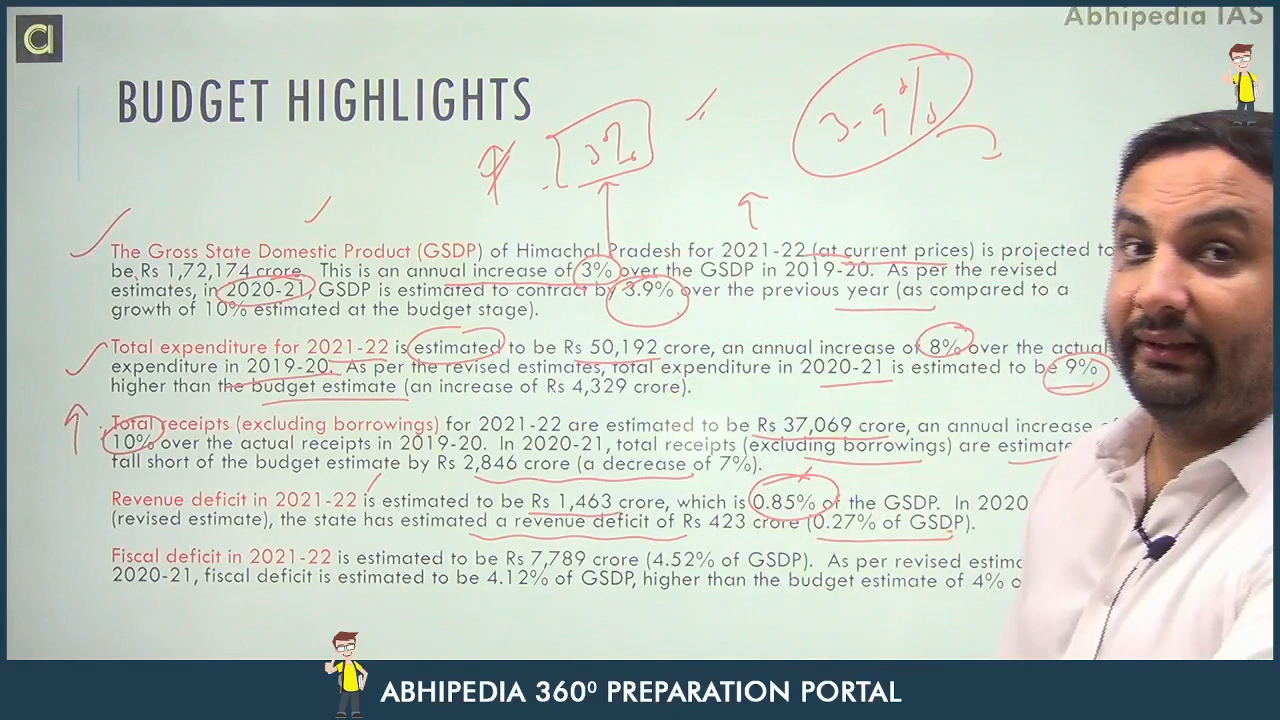 Abhipedia IAS
a
BUDGET HIGHLIGHTS
3%
3.9%
The Gross State Domestic Product (GSDP) of Himachal Pradesh for 2021-22 (at current prices) is projected to
be Rs 1,72,174 crore. This is an annual increase of 3% over the GSDP in 2019-20. As per the revised
estimates, in 2020-21, GSDP is estimated to contract by 3.9% over the previous year (as compared to a
growth of 10% estimated at the budget stage).
Total expenditure for 2021-22 is estimated to be Rs 50,192 crore, an annual increase of 8% over the actual
expenditure in 2019-20. As per the revised estimates, total expenditure in 2020-21 is estimated to be 9%
higher than the budget estimate (an increase of Rs 4,329 crore).
Total receipts (excluding borrowings) for 2021-22 are estimated to be Rs 37,069 crore, an annual increase
10% over the actual receipts in 2019-20. In 2020-21, total receipts (excluding borrowings) are estimate
fall short of the budget estimate by Rs 2,846 crore (a decrease of 7%).
Revenue deficit in 2021-22 is estimated to be Rs 1,463 crore, which is 0.85% of the GSDP. In 2020
(revised estimate), the state has estimated a revenue deficit of Rs 423 crore (0.27% of GSDP).
Fiscal deficit in 2021-22 is estimated to be Rs 7,789 crore (4.52% of GSDP). As per revised estim
2020-21, fiscal deficit is estimated to be 4.12% of GSDP, higher than the budget estimate of 4% o
ABHIPEDIA 360⁰ PREPARATION PORTAL